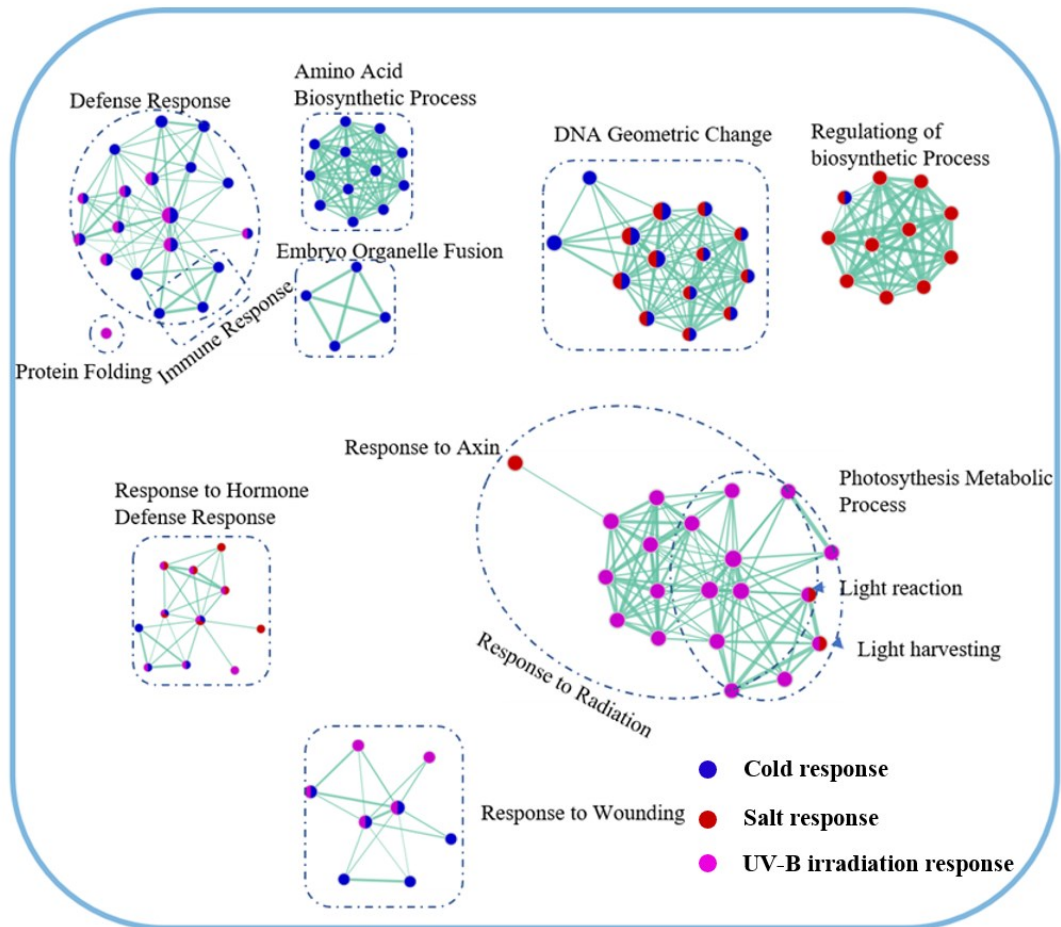 Amino Acid
Biosynthetic Process
Defense Response
DNA Geometric Change
Regulationg of
biosynthetic Process
Embryo Organelle Fusion
Immune Response
Protein Folding
Response to Axin
Photosythesis Metabolic
Process
Response to Hormone
Defense Response
Light reaction
Light harvesting
Response to Radiation
Cold response
Response to Wounding
Salt response
UV-B irradiation response